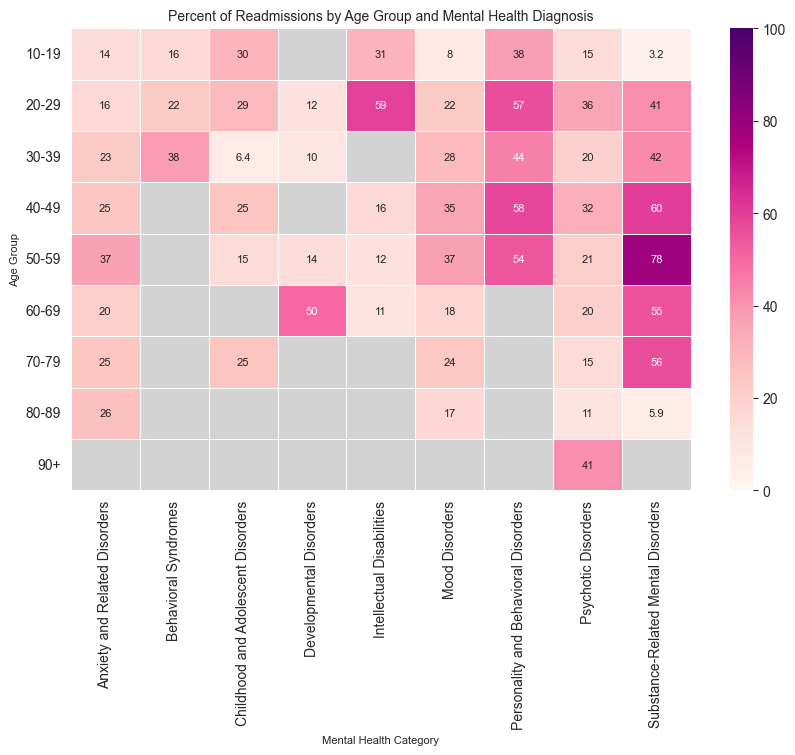 Percent of Readmissions by Age Group and Mental Health Diagnosis
10-19 14 16 30 31 8 38 15 3.2
20-29 16 22 29 12 59 22 57 36 41
30-39 23 38 6.4 10 28 44 20 42
40-49 25 25 16 35 58 32 60
50-59 37 15 14 12 37 54 21 78
60-69 20 50 11 18 20 55
70-79 25 25 24 15 56
80-89 26 17 11 5.9
90+ 41
Age Group
Anxiety and Related Disorders
Behavioral Syndromes
Childhood and Adolescent Disorders
Developmental Disorders
Intellectual Disabilities
Mood Disorders
Personality and Behavioral Disorders
Psychotic Disorders
Substance-Related Mental Disorders
Mental Health Category
100
80
60
40
20
0